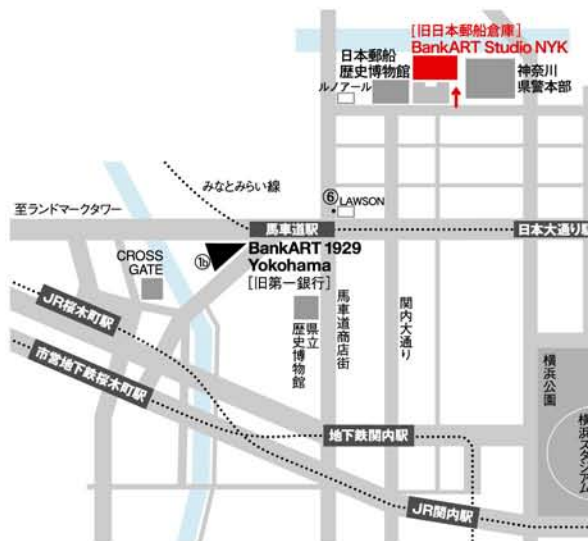 [旧日本郵船倉庫]
BankART Studio NYK
日本郵船
歴史博物館
ルノアール
神奈川
県警本部
みなとみらい線
⑥
LAWSON
至ランドマークタワー
馬車道駅
日本大通り駅
BankART 1929
Yokohama
[旧第一銀行]
1b
CROSS
GATE
JR桜木町駅
市営地下鉄桜木町駅
県立
歴史博物館
馬車道商店街
関内大通り
横浜公園
横浜スタジアム
地下鉄関内駅
JR関内駅